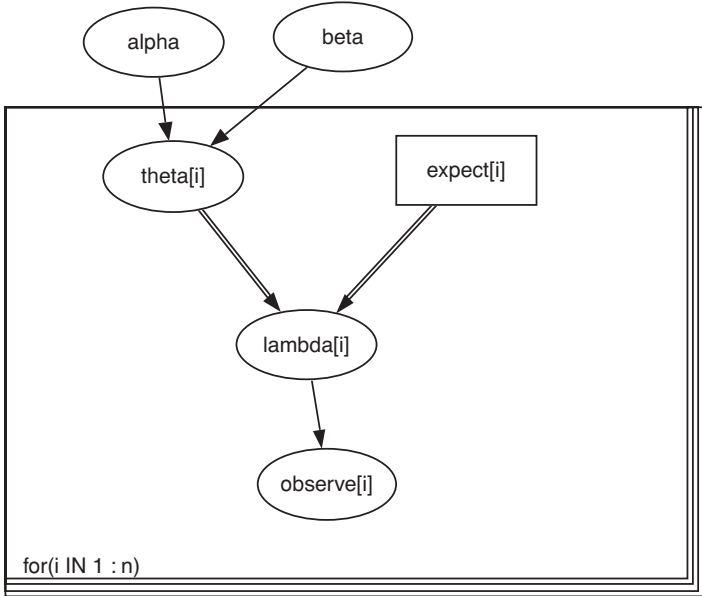 alpha
beta
theta[i]
expect[i]
lambda[i]
observe[i]
for(i IN 1 : n)